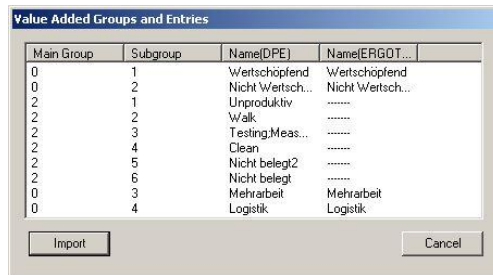 Value Added Groups and Entries
Main Group Subgroup Name(DPE) Name(ERGOT...
0 1 Wertschöpfend Wertschöpfend
0 2 Nicht Wertsch... Nicht Wertsch...
2 1 Unproduktiv -------
2 2 Walk -------
2 3 Testing;Meas... -------
2 4 Clean -------
2 5 Nicht belegt2 -------
2 6 Nicht belegt -------
0 3 Mehrarbeit Mehrarbeit
0 4 Logistik Logistik
Import Cancel